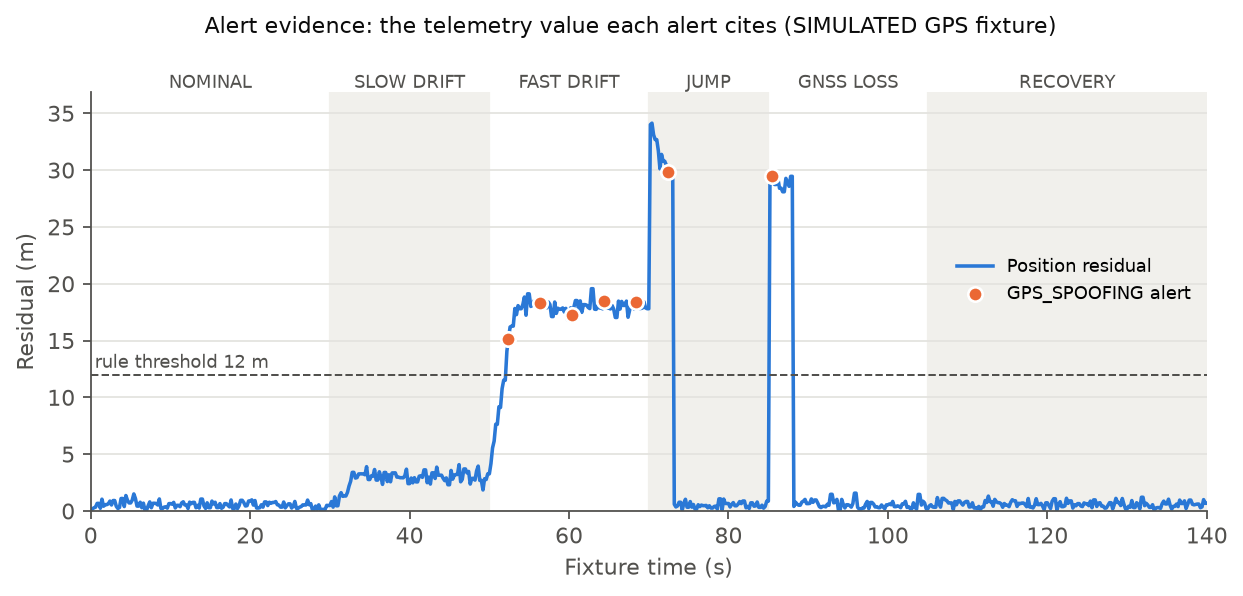 Alert evidence: the telemetry value each alert cites (SIMULATED GPS fixture)
NOMINAL SLOW DRIFT FAST DRIFT JUMP GNSS LOSS RECOVERY
35
30
25
20
15
10
5
0
Residual (m)
rule threshold 12 m
Position residual
GPS_SPOOFING alert
0 20 40 60 80 100 120 140
Fixture time (s)